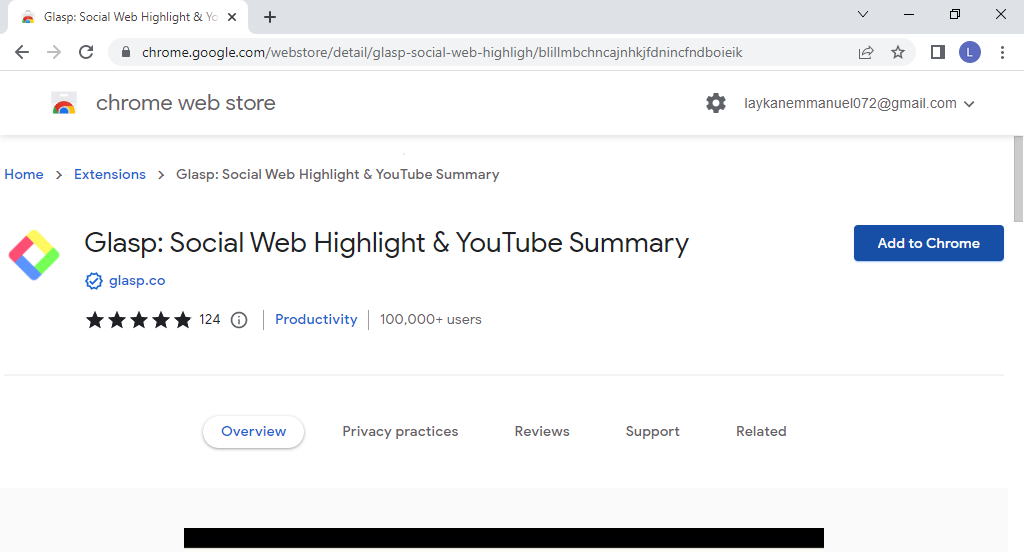 Glasp: Social Web Highlight & Yo
chrome.google.com/webstore/detail/glasp-social-web-highligh/blillmbchncajnhkjfdnincfndboieik
L
chrome web store
laykanemmanuel072@gmail.com
Home > Extensions > Glasp: Social Web Highlight & YouTube Summary
Glasp: Social Web Highlight & YouTube Summary
Add to Chrome
glasp.co
124
Productivity
100,000+ users
Overview
Privacy practices
Reviews
Support
Related